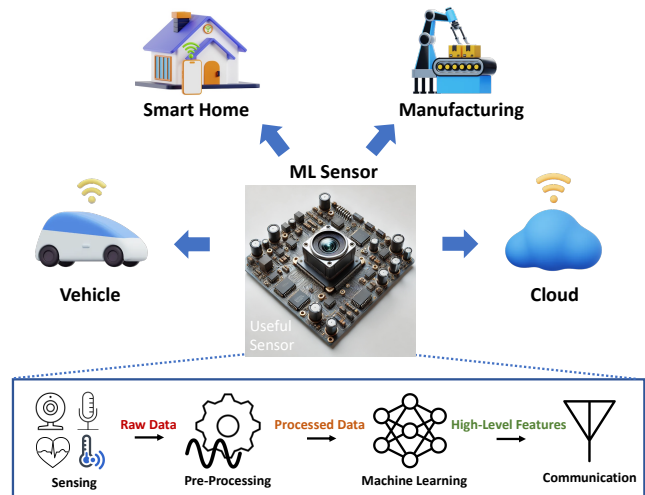 Smart Home
Manufacturing
ML Sensor
Vehicle
Useful
Sensor
Cloud
Raw Data
Processed Data
High-Level Features
Sensing
Pre-Processing
Machine Learning
Communication